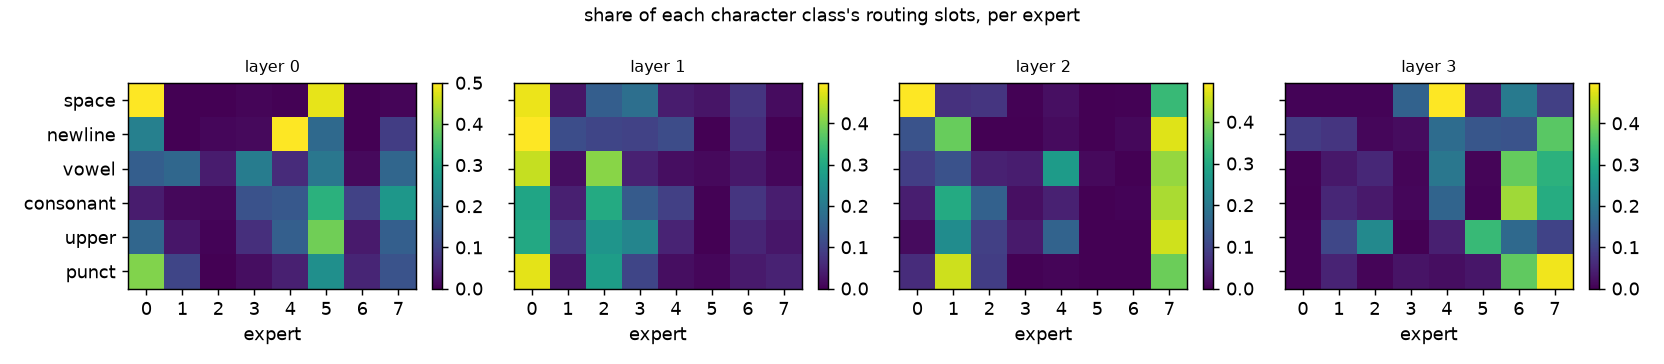 share of each character class's routing slots, per expert
layer 0
layer 1
layer 2
layer 3
space
newline
vowel
consonant
upper
punct
0.5
0.4
0.3
0.2
0.1
0.0
0.4
0.3
0.2
0.1
0.0
0.4
0.3
0.2
0.1
0.0
0.4
0.3
0.2
0.1
0.0
0 1 2 3 4 5 6 7
0 1 2 3 4 5 6 7
0 1 2 3 4 5 6 7
0 1 2 3 4 5 6 7
expert
expert
expert
expert